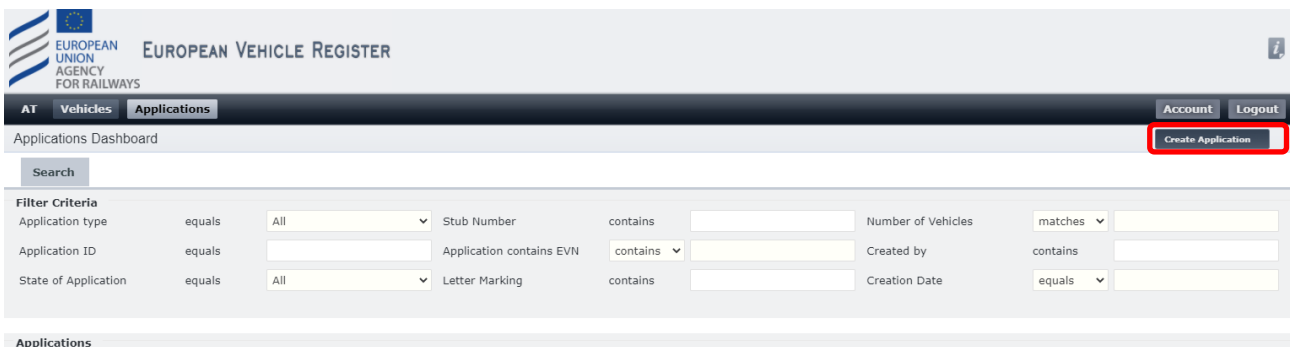 EUROPEAN
UNION
AGENCY
FOR RAILWAYS
EUROPEAN VEHICLE REGISTER
i
AT Vehicles Applications Account Logout
Applications Dashboard Create Application
Search
Filter Criteria
Application type equals All Stub Number contains Number of Vehicles matches
Application ID equals Application contains EVN contains Created by contains
State of Application equals All Letter Marking contains Creation Date equals
Applications